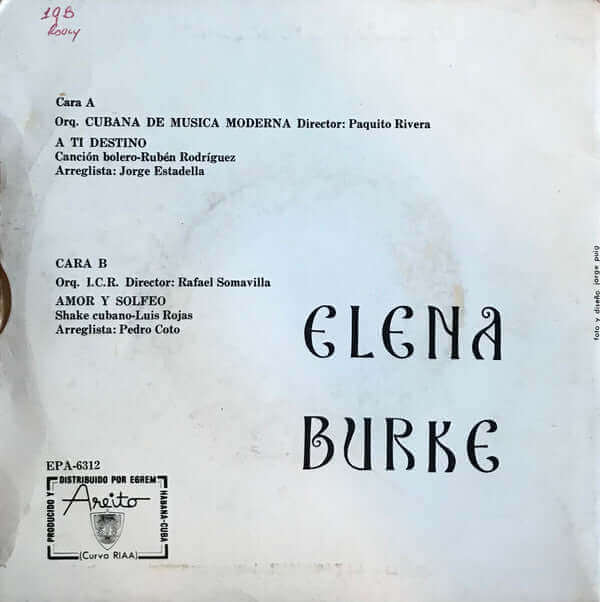 19B
Cara A
Orq. CUBANA DE MUSICA MODERNA Director: Paquito Rivera
A TI DESTINO
Canción bolero-Rubén Rodríguez
Arreglista: Jorge Estadella
CARA B
Orq. I.C.R. Director: Rafael Somavilla
AMOR Y SOLFEO
Shake cubano-Luis Rojas
Arreglista: Pedro Coto
foto y diseño: jorge puig
ELENA
BURKE
EPA-6312
PRODUCIDO Y DISTRIBUIDO POR EGREM
HABANA-CUBA
Areito
(Curva RIAA)